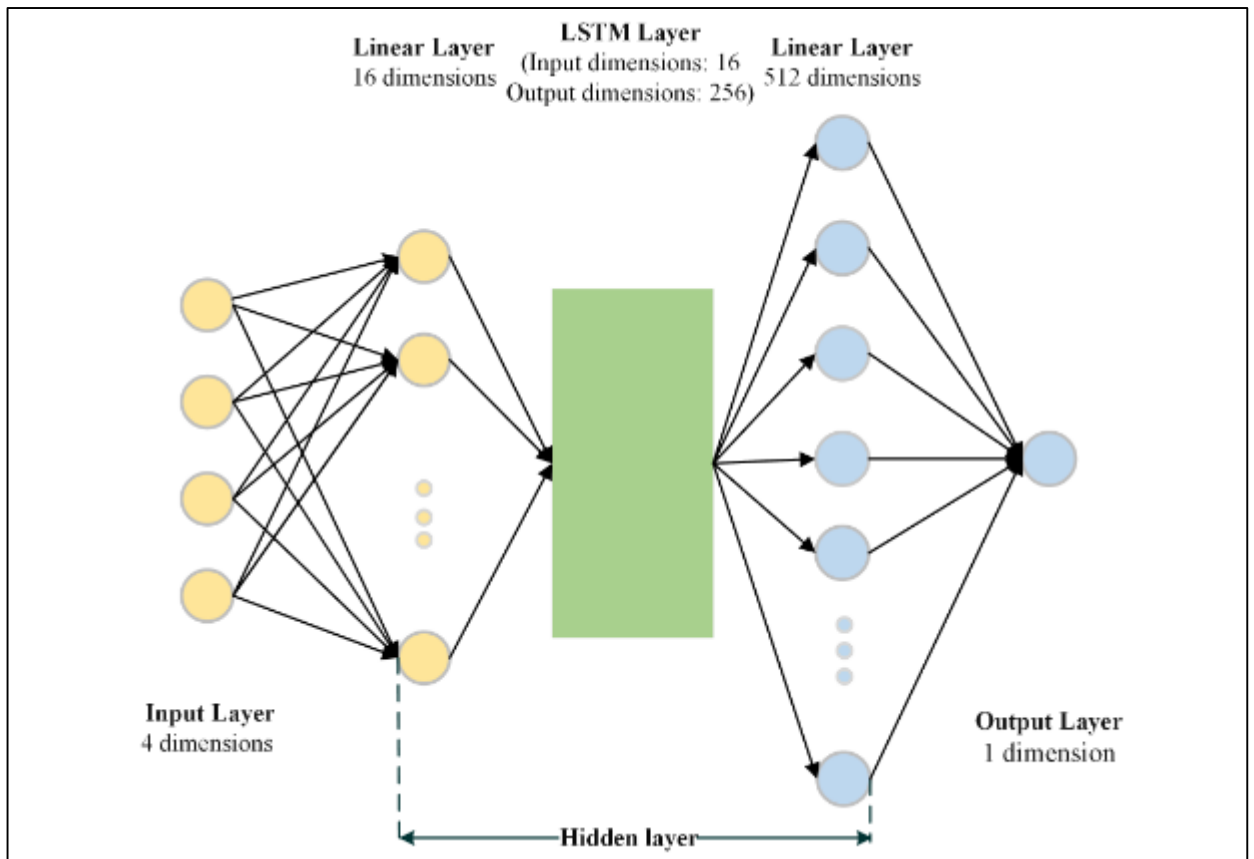 Linear Layer
16 dimensions
LSTM Layer
(Input dimensions: 16
Output dimensions: 256)
Linear Layer
512 dimensions
Input Layer
4 dimensions
Output Layer
1 dimension
Hidden layer